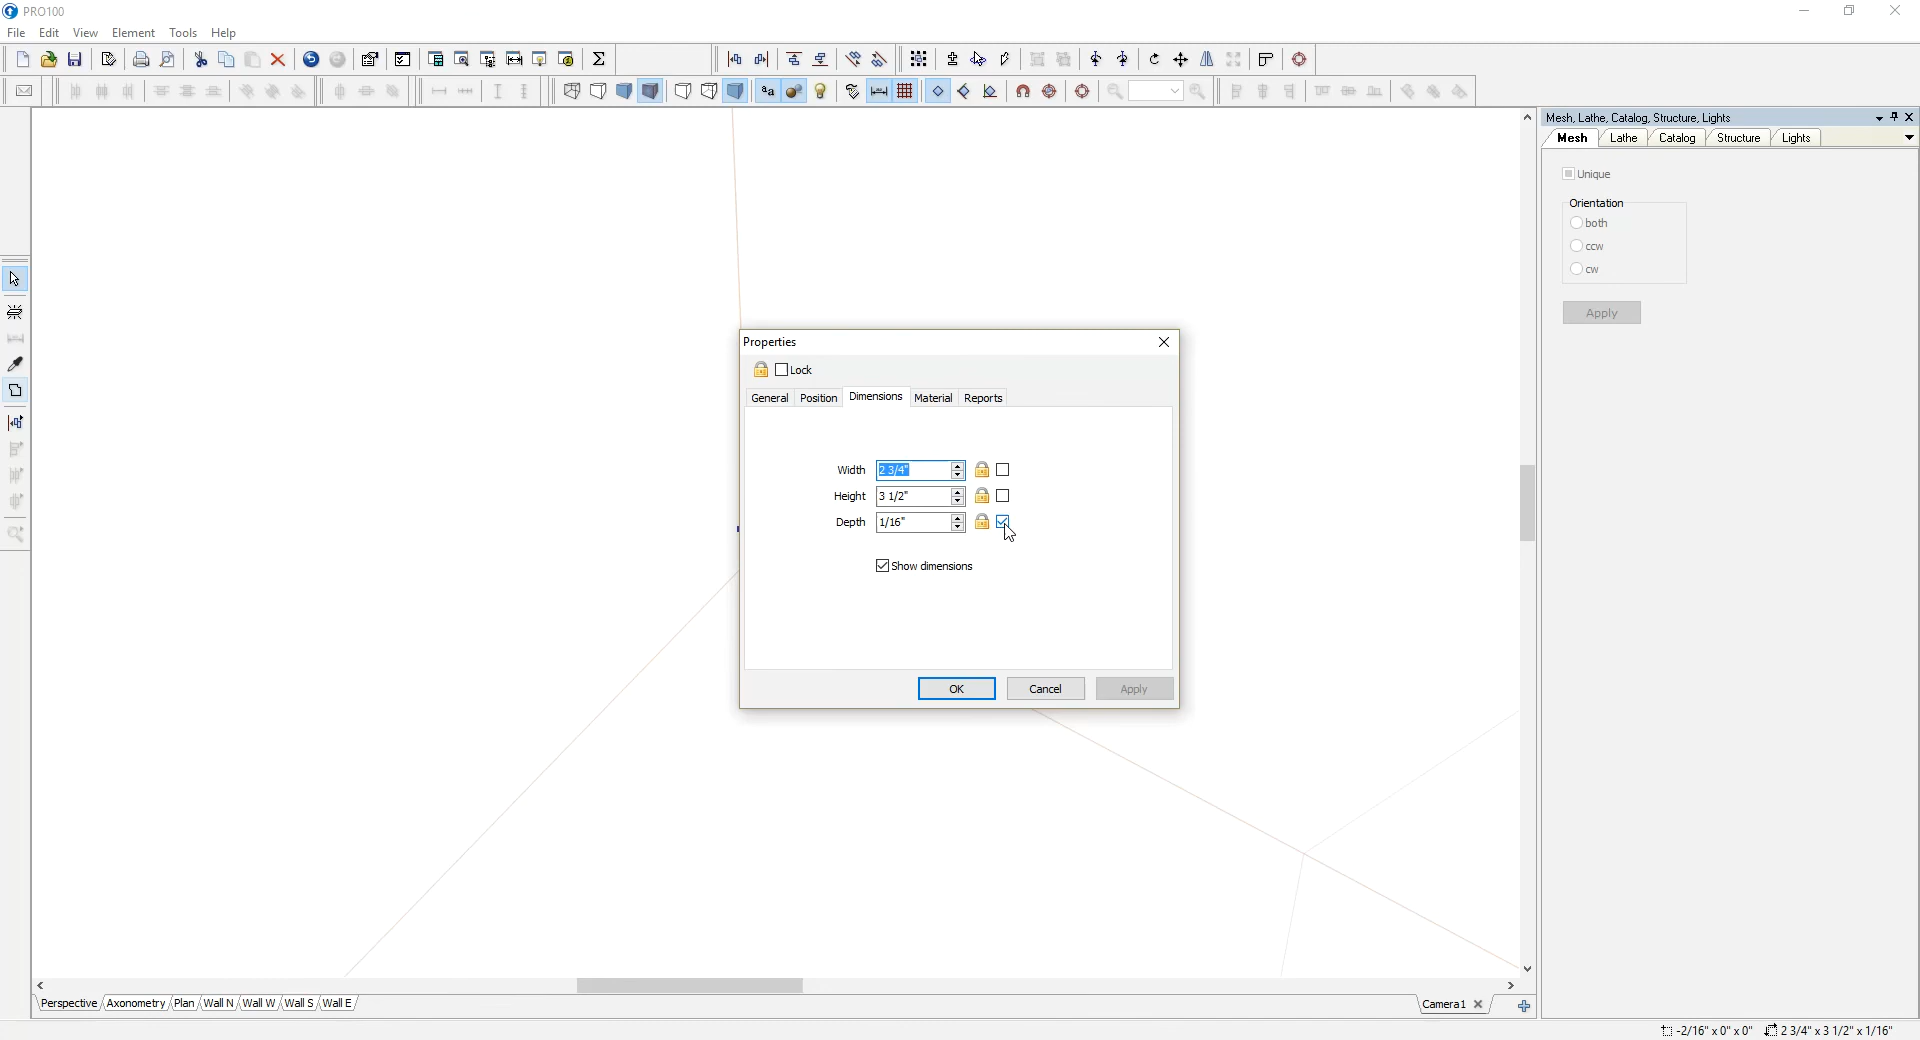 PRO100
File Edit View Element Tools Help
aa
Mesh, Lathe, Catalog, Structure, Lights
Mesh Lathe Catalog Structure Lights
Unique
Orientation
both
ccw
cw
Apply
Properties
Lock
General Position Dimensions Material Reports
Width 2 3/4"
Height 3 1/2"
Depth 1/16"
Show dimensions
OK Cancel Apply
Perspective Axonometry Plan Wall N Wall W Wall S Wall E
Camera1
-2/16" x 0" x 0" 2 3/4" x 3 1/2" x 1/16"